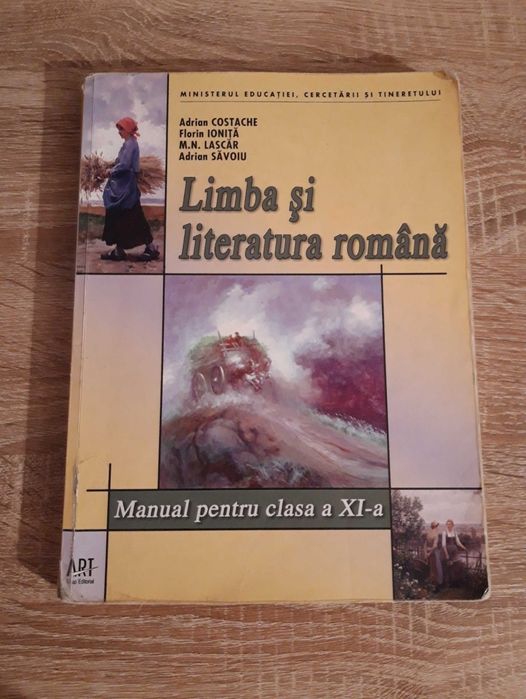 MINISTERUL EDUCAȚIEI, CERCETĂRII ȘI TINERETULUI
Adrian COSTACHE
Florin IONIȚĂ
M.N. LASCĂR
Adrian SĂVOIU
Limba și
literatura română
Manual pentru clasa a XI-a
ART
Editorial